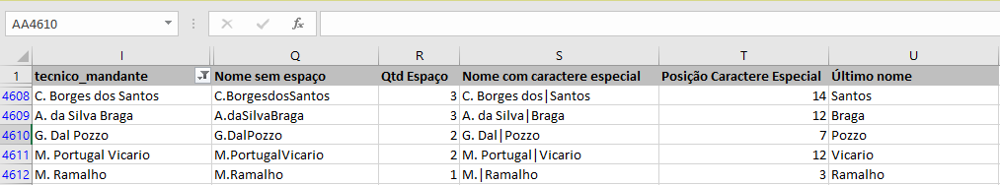 AA4610 fx
I Q R S T U
1 tecnico_mandante Nome sem espaço Qtd Espaço Nome com caractere especial Posição Caractere Especial Último nome
4608 C. Borges dos Santos C.BorgesdosSantos 3 C. Borges dos|Santos 14 Santos
4609 A. da Silva Braga A.daSilvaBraga 3 A. da Silva|Braga 12 Braga
4610 G. Dal Pozzo G.DalPozzo 2 G. Dal|Pozzo 7 Pozzo
4611 M. Portugal Vicario M.PortugalVicario 2 M. Portugal|Vicario 12 Vicario
4612 M. Ramalho M.Ramalho 1 M.|Ramalho 3 Ramalho